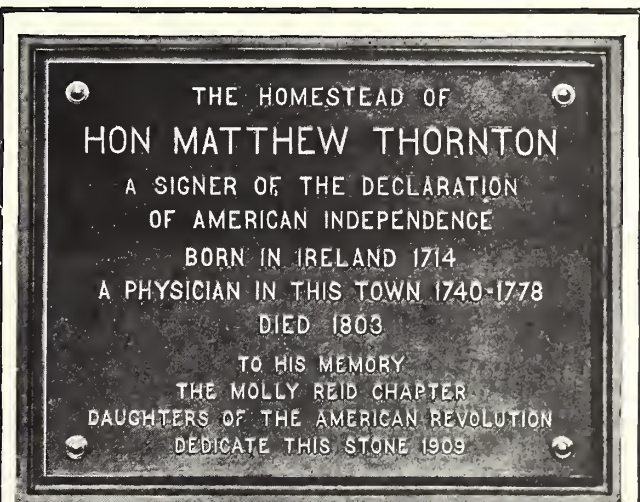 THE HOMESTEAD OF
HON MATTHEW THORNTON
A SIGNER OF THE DECLARATION
OF AMERICAN INDEPENDENCE
BORN IN IRELAND 1714
A PHYSICIAN IN THIS TOWN 1740-1778
DIED 1803
TO HIS MEMORY
THE MOLLY REID CHAPTER
DAUGHTERS OF THE AMERICAN REVOLUTION
DEDICATE THIS STONE 1909